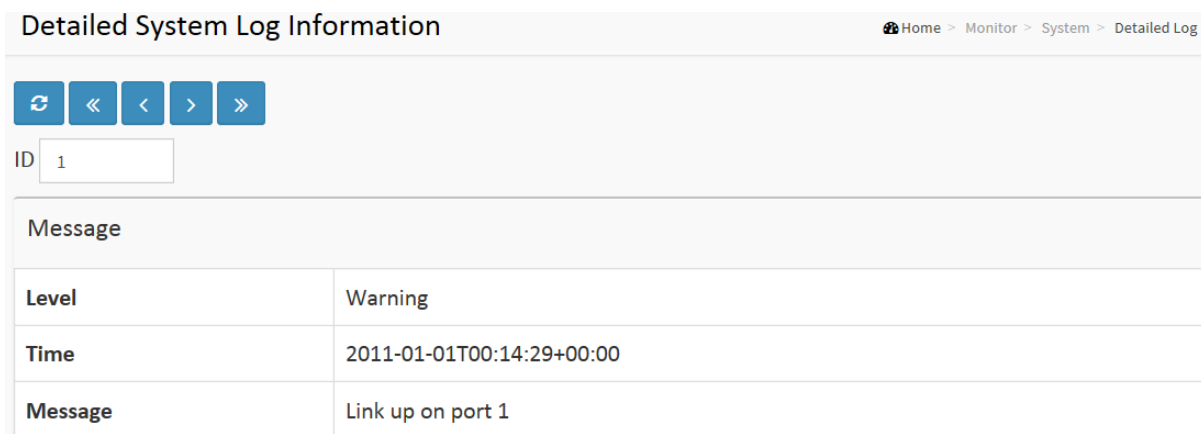 Detailed System Log Information
Home > Monitor > System > Detailed Log
ID 1
Message
Level Warning
Time 2011-01-01T00:14:29+00:00
Message Link up on port 1